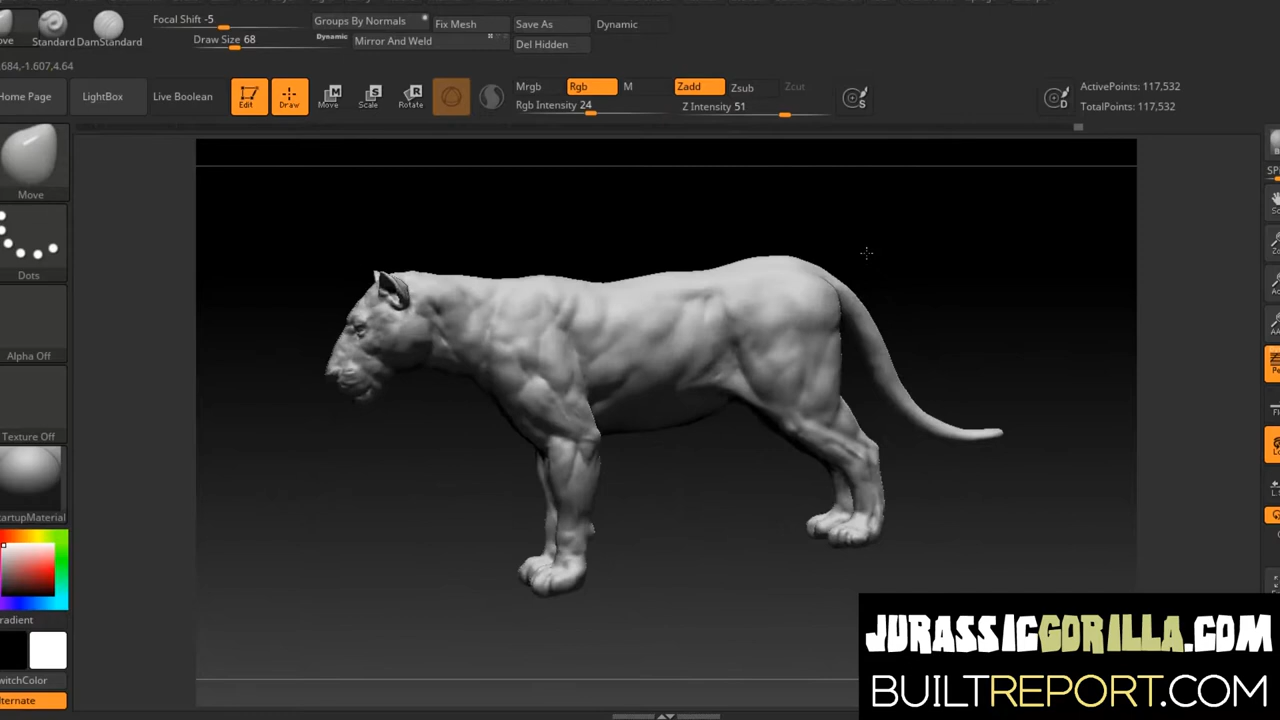 Focal Shift -5
Groups By Normals
Fix Mesh
Save As
Dynamic
Standard
DamStandard
Draw Size 68
Dynamic
Mirror And Weld
Del Hidden
.684,-1.607,4.64
Home Page
LightBox
Live Boolean
Edit
Draw
Move
Scale
Rotate
Mrgb
Rgb
M
Zadd
Zsub
Zcut
Rgb Intensity 24
Z Intensity 51
S
D
ActivePoints: 117,532
TotalPoints: 117,532
Move
Dots
Alpha Off
Texture Off
tartupMaterial
radient
witchColor
lternate
JURASSICGORILLA.COM
BUILTREPORT.COM